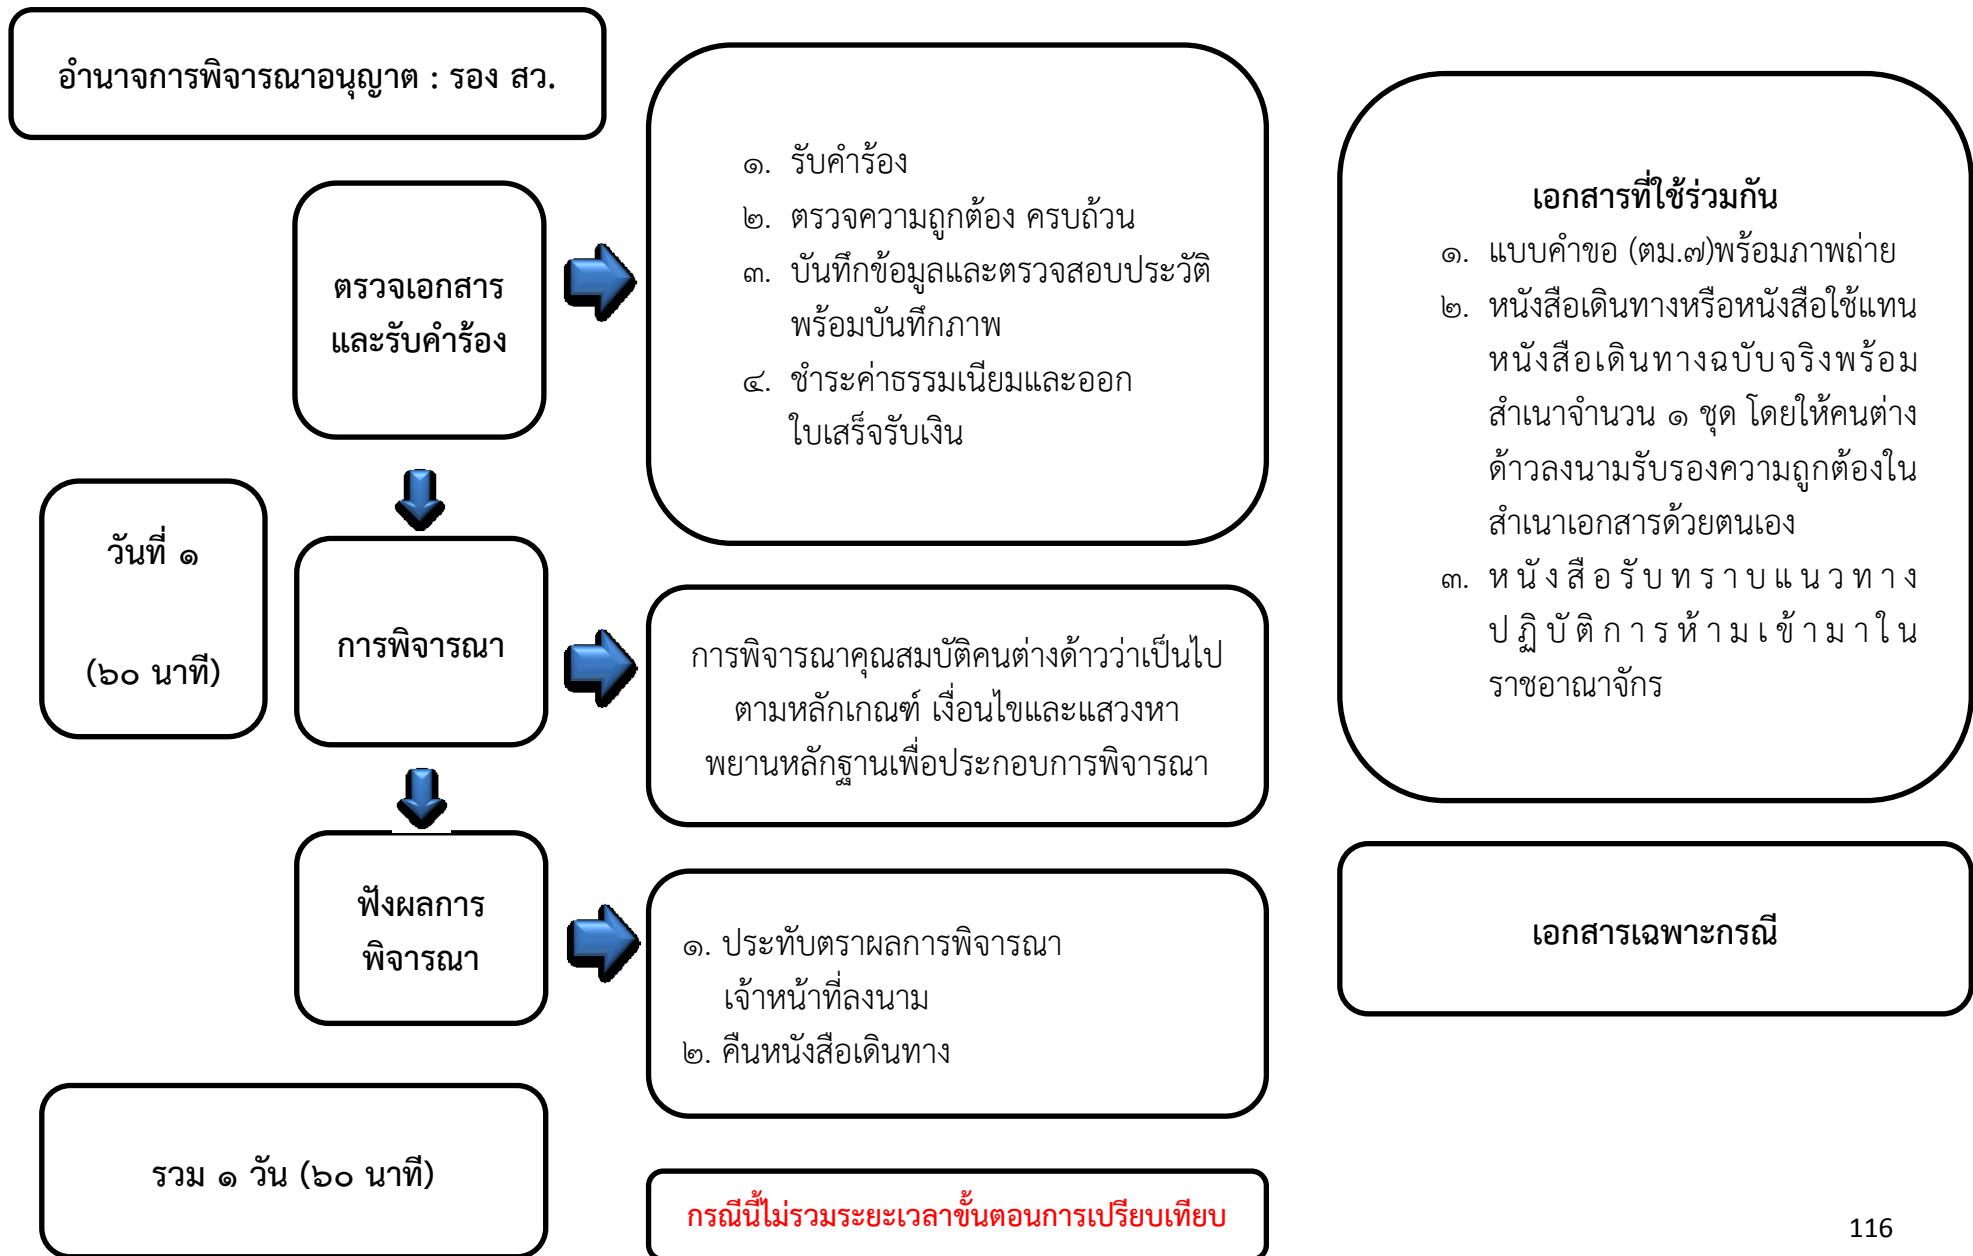 อำนาจการพิจารณาอนุญาต : รอง สว.
ตรวจเอกสาร
และรับคำร้อง
๑. รับคำร้อง
๒. ตรวจความถูกต้อง ครบถ้วน
๓. บันทึกข้อมูลและตรวจสอบประวัติ
พร้อมบันทึกภาพ
๔. ชำระค่าธรรมเนียมและออก
ใบเสร็จรับเงิน
วันที่ ๑
(๖๐ นาที)
การพิจารณา
การพิจารณาคุณสมบัติคนต่างด้าวว่าเป็นไป
ตามหลักเกณฑ์ เงื่อนไขและแสวงหา
พยานหลักฐานเพื่อประกอบการพิจารณา
ฟังผลการ
พิจารณา
๑. ประทับตราผลการพิจารณา
เจ้าหน้าที่ลงนาม
๒. คืนหนังสือเดินทาง
รวม ๑ วัน (๖๐ นาที)
กรณีนี้ไม่รวมระยะเวลาขั้นตอนการเปรียบเทียบ
เอกสารที่ใช้ร่วมกัน
๑. แบบคำขอ (ตม.๗)พร้อมภาพถ่าย
๒. หนังสือเดินทางหรือหนังสือใช้แทน
หนังสือเดินทางฉบับจริงพร้อม
สำเนาจำนวน ๑ ชุด โดยให้คนต่าง
ด้าวลงนามรับรองความถูกต้องใน
สำเนาเอกสารด้วยตนเอง
๓. หนังสือรับทราบแนวทาง
ปฏิบัติการห้ามเข้ามาใน
ราชอาณาจักร
เอกสารเฉพาะกรณี
116